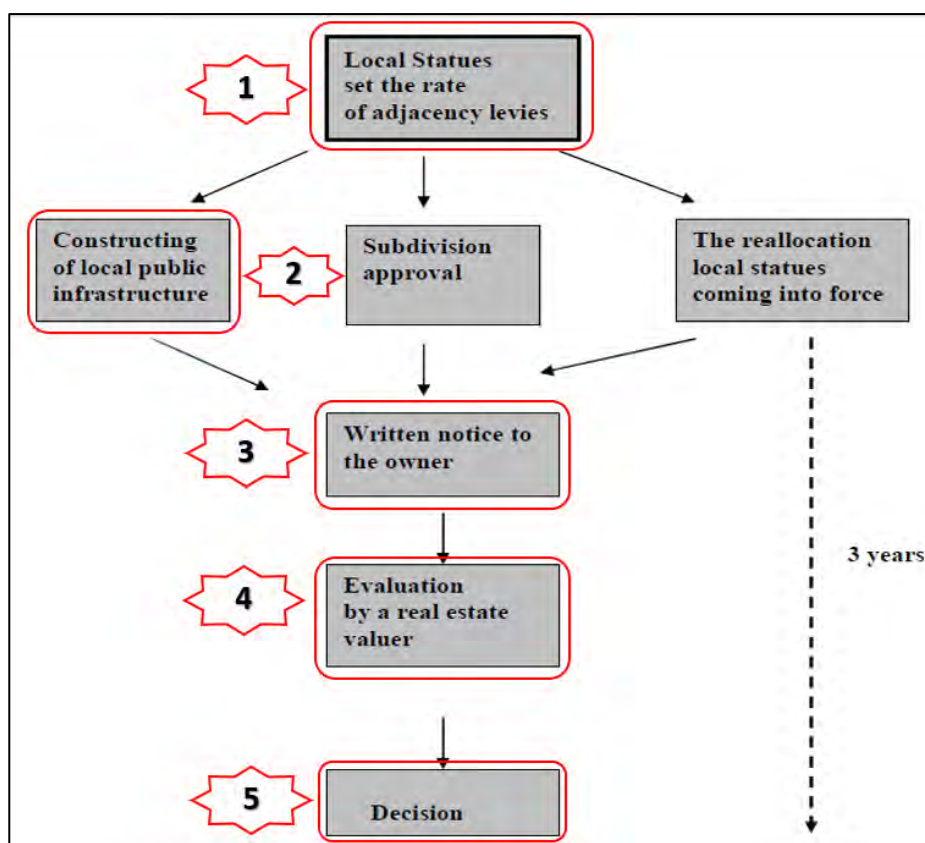 1
Local Statues
set the rate
of adjacency levies
Constructing
of local public
infrastructure
2
Subdivision
approval
The reallocation
local statues
coming into force
3
Written notice to
the owner
3 years
4
Evaluation
by a real estate
valuer
5
Decision